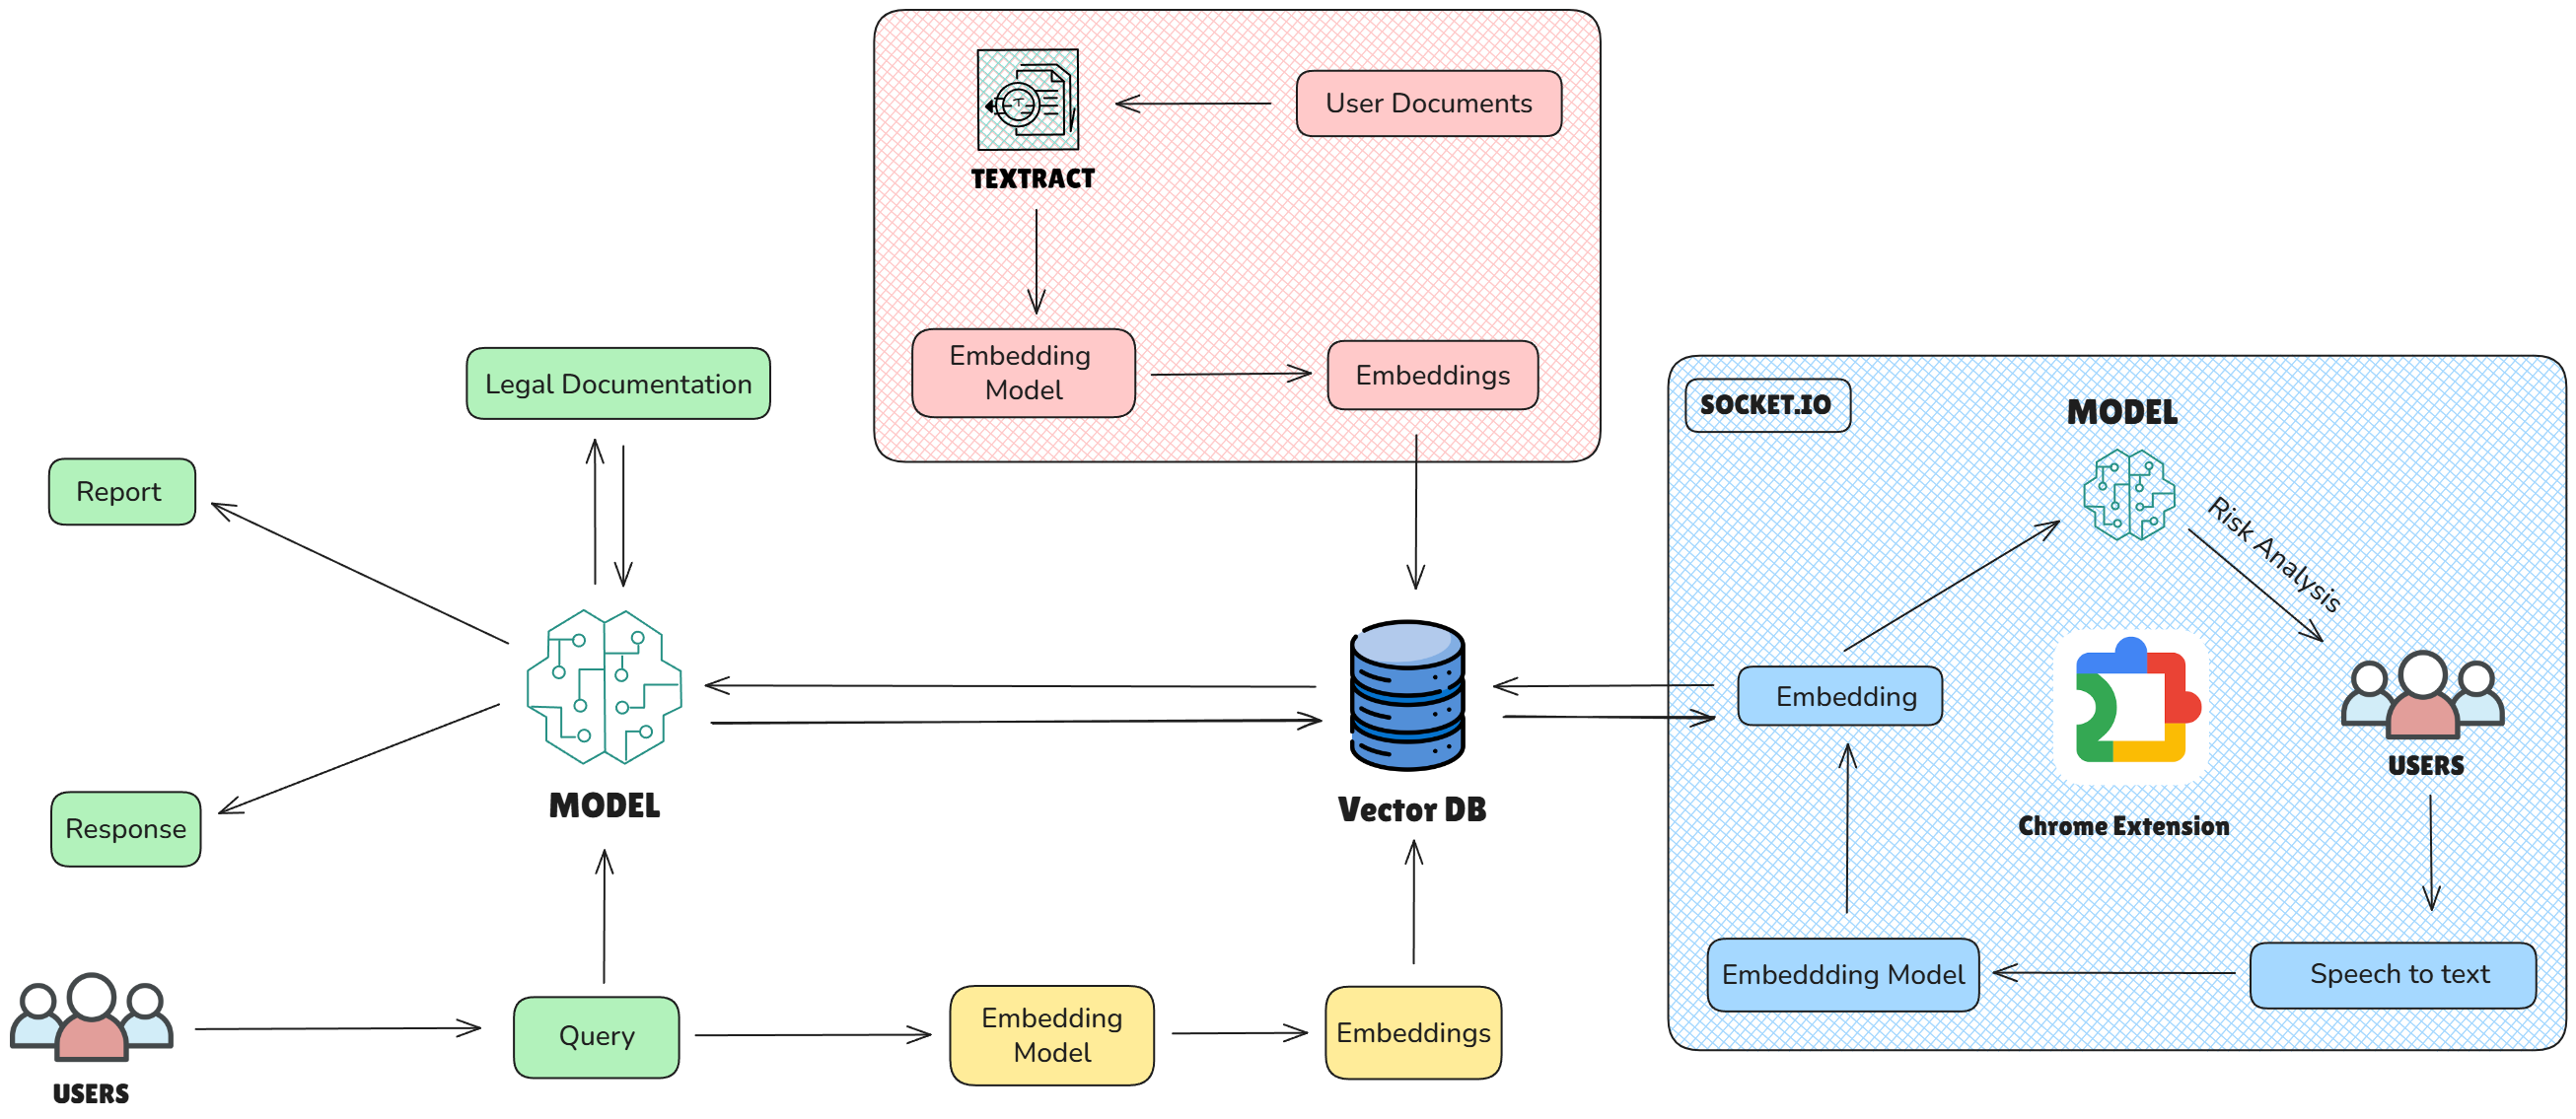 User Documents
TEXTRACT
Embedding
Model
Embeddings
Legal Documentation
Report
SOCKET.IO
MODEL
Risk Analysis
Embedding
USERS
Chrome Extension
MODEL
Vector DB
Response
Embeddding Model
Speech to text
USERS
Query
Embedding
Model
Embeddings